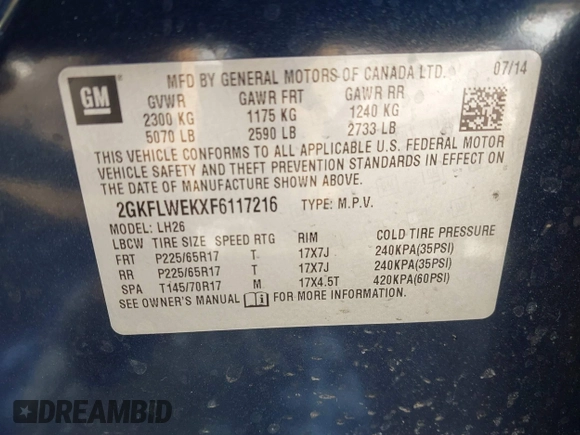 GM
MFD BY GENERAL MOTORS OF CANADA LTD. 07/14
GVWR GAWR FRT GAWR RR
2300 KG 1175 KG 1240 KG
5070 LB 2590 LB 2733 LB
THIS VEHICLE CONFORMS TO ALL APPLICABLE U.S. FEDERAL MOTOR
VEHICLE SAFETY AND THEFT PREVENTION STANDARDS IN EFFECT ON
THE DATE OF MANUFACTURE SHOWN ABOVE.
2GKFLWEKXF6117216 TYPE: M.P.V.
MODEL: LH26
LBCW TIRE SIZE SPEED RTG RIM COLD TIRE PRESSURE
FRT P225/65R17 T 17X7J 240KPA(35PSI)
RR P225/65R17 T 17X7J 240KPA(35PSI)
SPA T145/70R17 M 17X4.5T 420KPA(60PSI)
SEE OWNER'S MANUAL FOR MORE INFORMATION.
DREAMBID